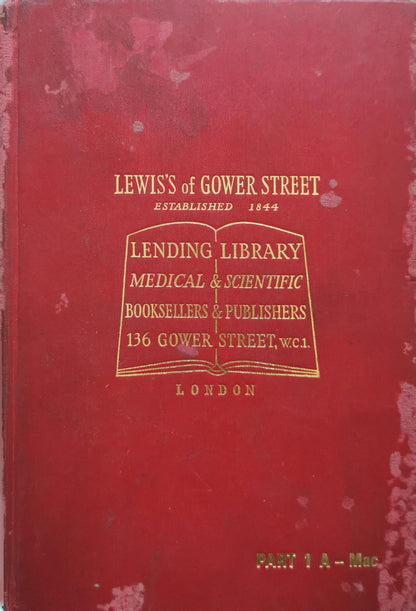 LEWIS'S of GOWER STREET
ESTABLISHED 1844
LENDING LIBRARY
MEDICAL & SCIENTIFIC
BOOKSELLERS & PUBLISHERS
136 GOWER STREET, W.C.1.
LONDON
PART 1 A – Mac